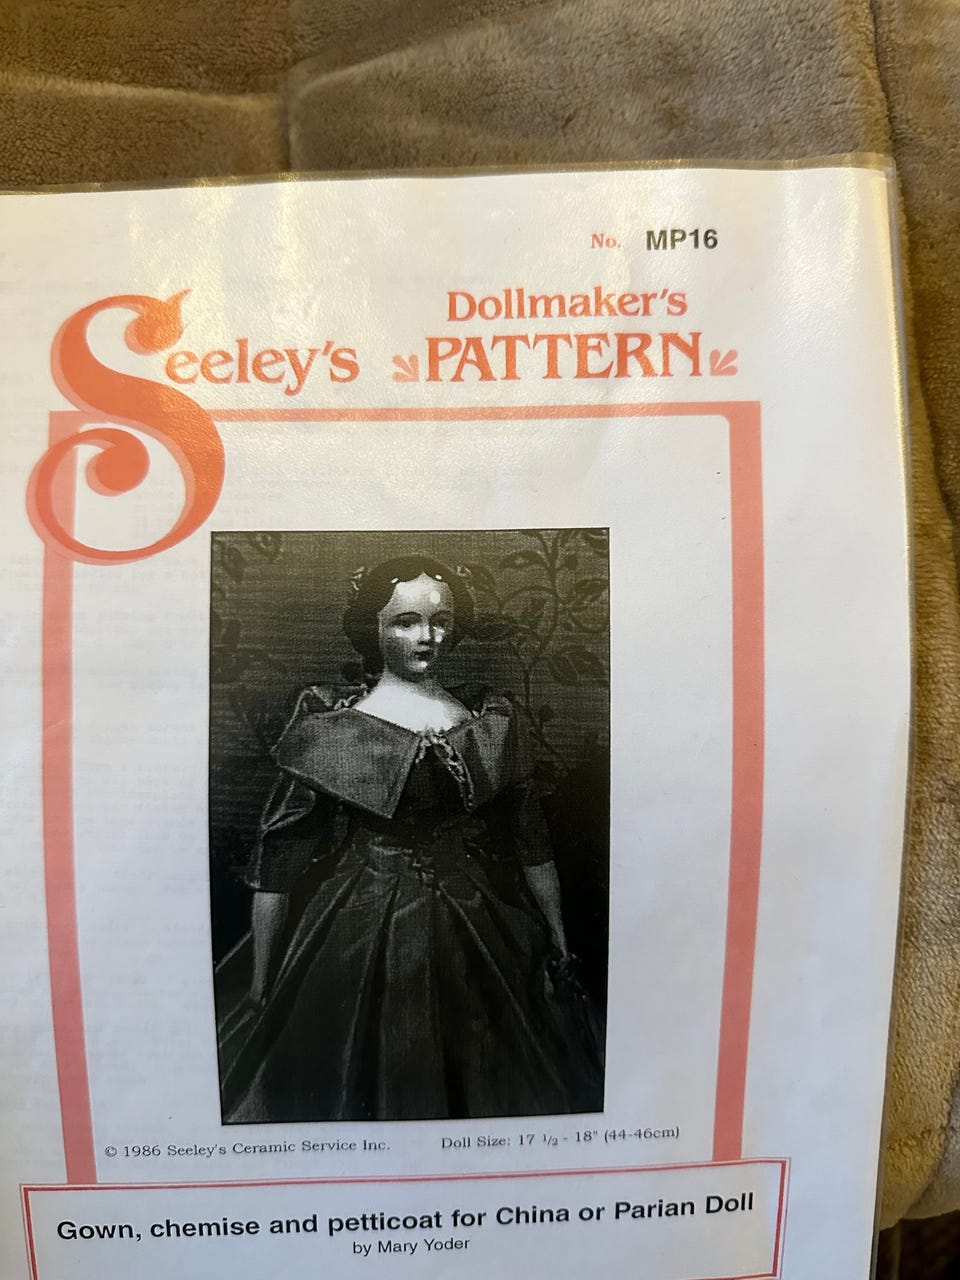 No. MP16
Dollmaker's
Seeley's PATTERN
© 1986 Seeley's Ceramic Service Inc. Doll Size: 17 1/2 - 18" (44-46cm)
Gown, chemise and petticoat for China or Parian Doll
by Mary Yoder